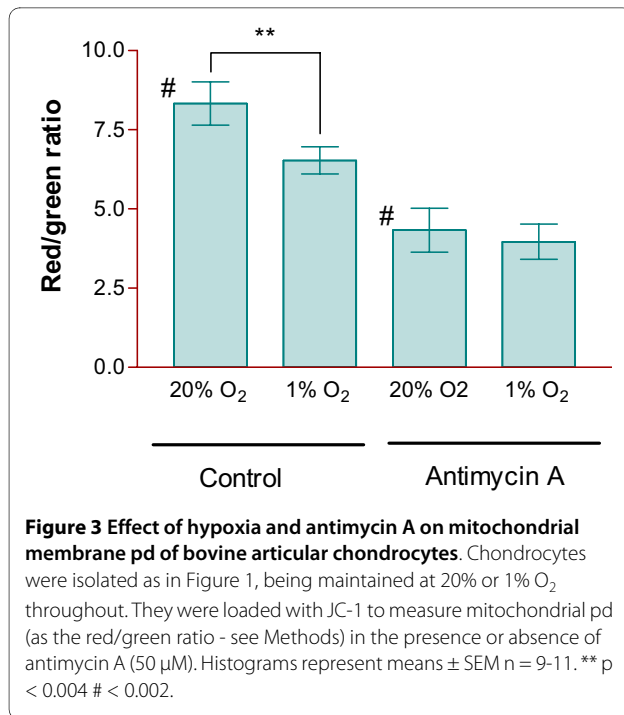 **
10.0
#
7.5
#
5.0
2.5
0.0
Red/green ratio
20% O₂ 1% O₂ 20% O2 1% O₂
Control Antimycin A
Figure 3 Effect of hypoxia and antimycin A on mitochondrial
membrane pd of bovine articular chondrocytes. Chondrocytes
were isolated as in Figure 1, being maintained at 20% or 1% O₂
throughout. They were loaded with JC-1 to measure mitochondrial pd
(as the red/green ratio - see Methods) in the presence or absence of
antimycin A (50 μM). Histograms represent means ± SEM n = 9-11. ** p
< 0.004 # < 0.002.